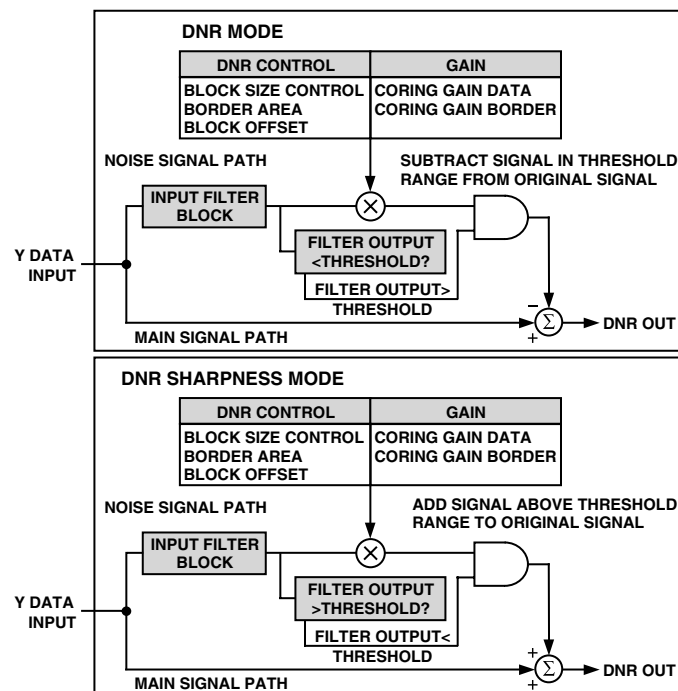 DNR MODE
DNR CONTROL
GAIN
BLOCK SIZE CONTROL
BORDER AREA
BLOCK OFFSET
CORING GAIN DATA
CORING GAIN BORDER
NOISE SIGNAL PATH
SUBTRACT SIGNAL IN THRESHOLD
RANGE FROM ORIGINAL SIGNAL
INPUT FILTER
BLOCK
FILTER OUTPUT
<THRESHOLD?
FILTER OUTPUT>
THRESHOLD
Y DATA
INPUT
MAIN SIGNAL PATH
–
+
Σ
DNR OUT
DNR SHARPNESS MODE
DNR CONTROL
GAIN
BLOCK SIZE CONTROL
BORDER AREA
BLOCK OFFSET
CORING GAIN DATA
CORING GAIN BORDER
NOISE SIGNAL PATH
ADD SIGNAL ABOVE THRESHOLD
RANGE TO ORIGINAL SIGNAL
INPUT FILTER
BLOCK
FILTER OUTPUT
>THRESHOLD?
FILTER OUTPUT<
THRESHOLD
Y DATA
INPUT
MAIN SIGNAL PATH
+
+
Σ
DNR OUT